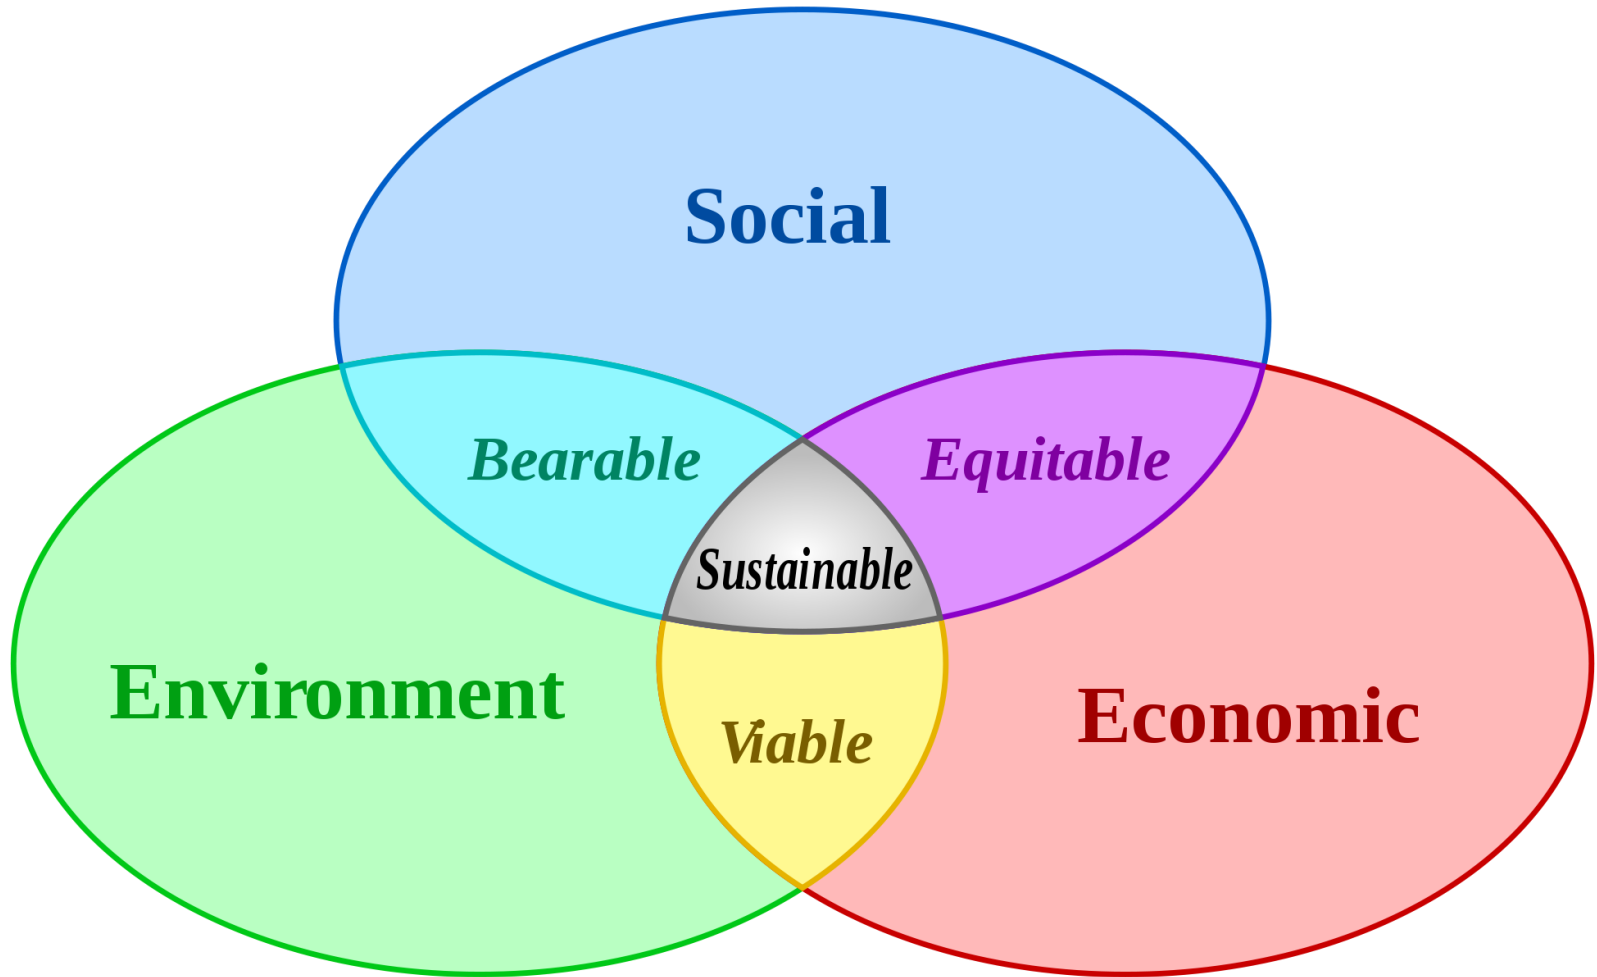 Social
Bearable
Equitable
Sustainable
Environment
Economic
Viable